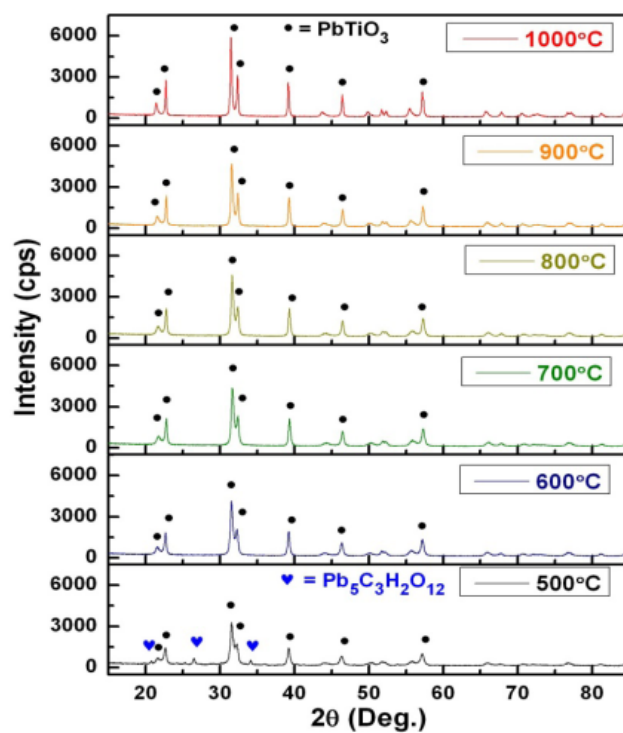 ● = PbTiO₃
1000°C
6000
3000
0
900°C
6000
3000
0
800°C
6000
3000
0
700°C
6000
3000
0
600°C
6000
3000
0
♥ = Pb₅C₃H₂O₁₂
500°C
6000
3000
0
Intensity (cps)
20 30 40 50 60 70 80
2θ (Deg.)